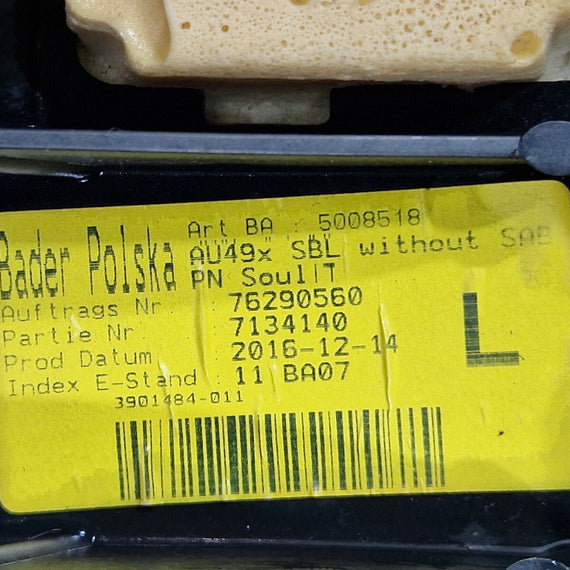 Bader Polska
Art BA : 5008518
AU49x SBL without SAB
PN Soul|T
Auftrags Nr : 76290560
Partie Nr : 7134140
Prod Datum : 2016-12-14
Index E-Stand : 11 BA07
3901484-011
L